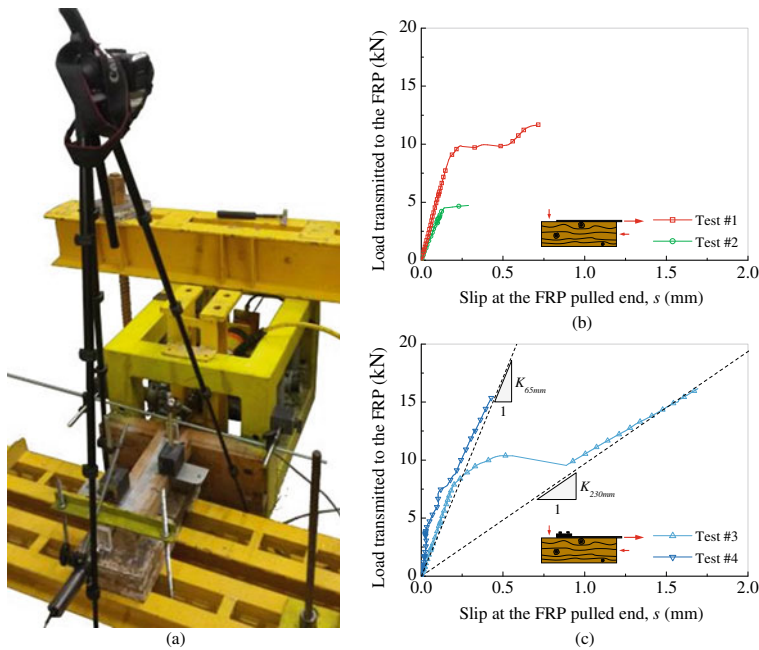 20
15
10
5
0
0.0 0.5 1.0 1.5 2.0
Load transmitted to the FRP (kN)
Slip at the FRP pulled end, s (mm)
Test #1
Test #2
(b)
20
15
10
5
0
0.0 0.5 1.0 1.5 2.0
Load transmitted to the FRP (kN)
Slip at the FRP pulled end, s (mm)
K65mm
1
K230mm
1
Test #3
Test #4
(a)
(c)